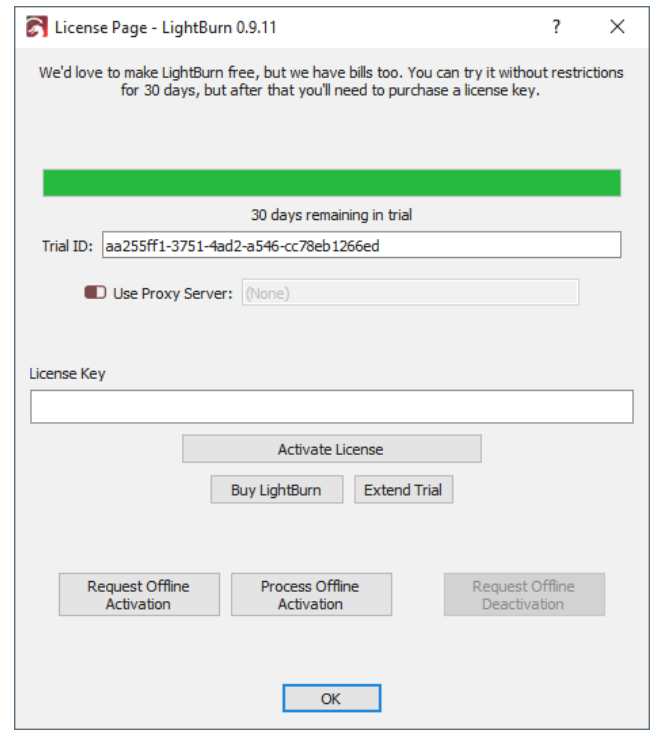 License Page - LightBurn 0.9.11
?
We'd love to make LightBurn free, but we have bills too. You can try it without restrictions
for 30 days, but after that you'll need to purchase a license key.
30 days remaining in trial
Trial ID: aa255ff1-3751-4ad2-a546-cc78eb1266ed
Use Proxy Server: (None)
License Key
Activate License
Buy LightBurn Extend Trial
Request Offline Process Offline Request Offline
Activation Activation Deactivation
OK